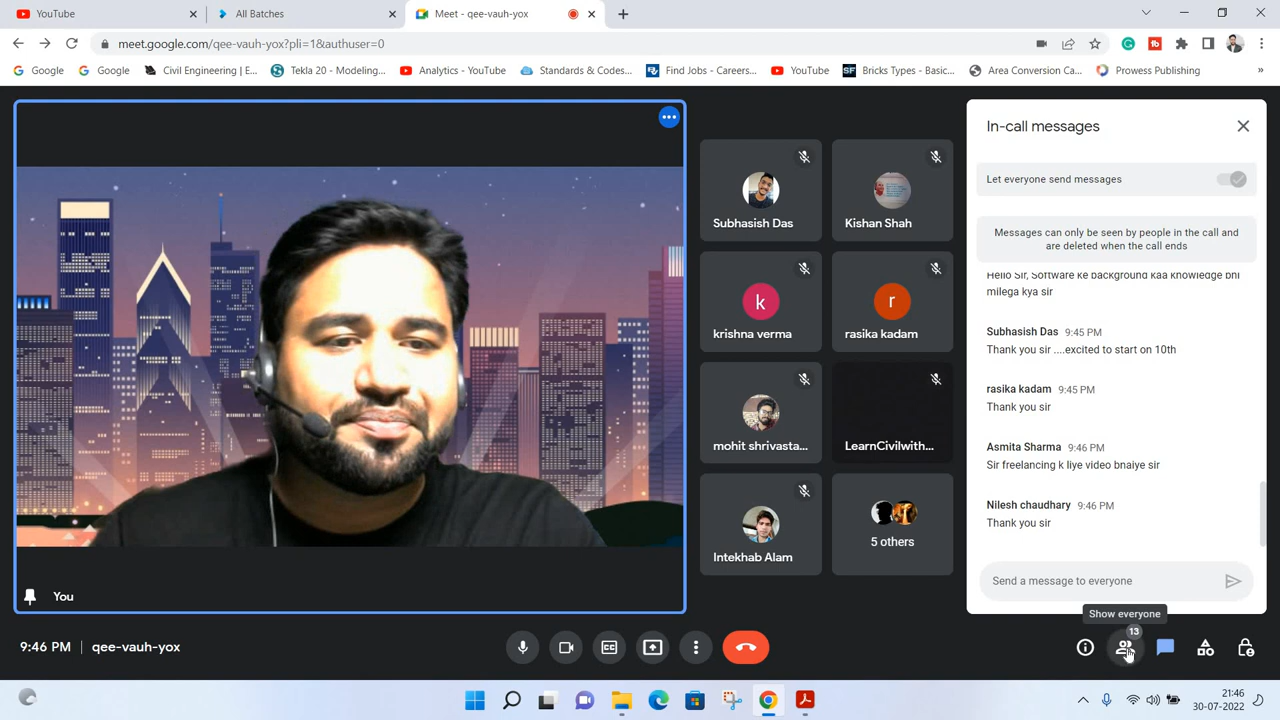 YouTube
All Batches
Meet - qee-vauh-yox
meet.google.com/qee-vauh-yox?pli=1&authuser=0
Google
Google
Civil Engineering | E...
Tekla 20 - Modeling...
Analytics - YouTube
Standards & Codes...
Find Jobs - Careers...
YouTube
Bricks Types - Basic...
Area Conversion Ca...
Prowess Publishing
»
In-call messages
Let everyone send messages
Messages can only be seen by people in the call and
are deleted when the call ends
Hello Sir, Software ke background kaa knowledge bhi
milega kya sir
Subhasish Das 9:45 PM
Thank you sir ....excited to start on 10th
rasika kadam 9:45 PM
Thank you sir
Asmita Sharma 9:46 PM
Sir freelancing k liye video bnaiye sir
Nilesh chaudhary 9:46 PM
Thank you sir
Send a message to everyone
Show everyone
13
Subhasish Das
Kishan Shah
k
krishna verma
r
rasika kadam
mohit shrivasta...
LearnCivilwith...
Intekhab Alam
5 others
You
9:46 PM | qee-vauh-yox
CC
21:46
30-07-2022